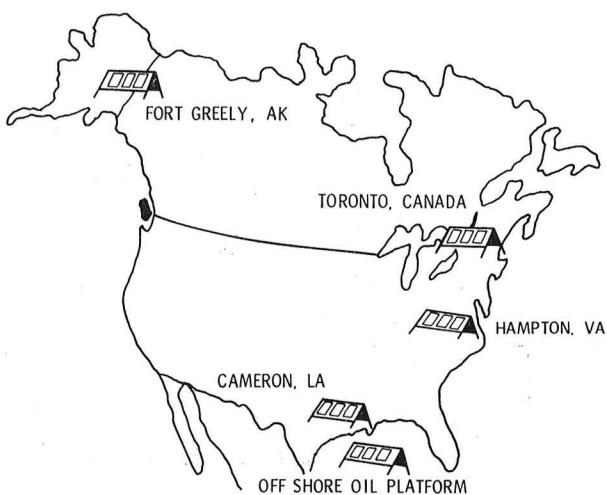 FORT GREELY, AK
TORONTO, CANADA
HAMPTON, VA
CAMERON, LA
OFF SHORE OIL PLATFORM